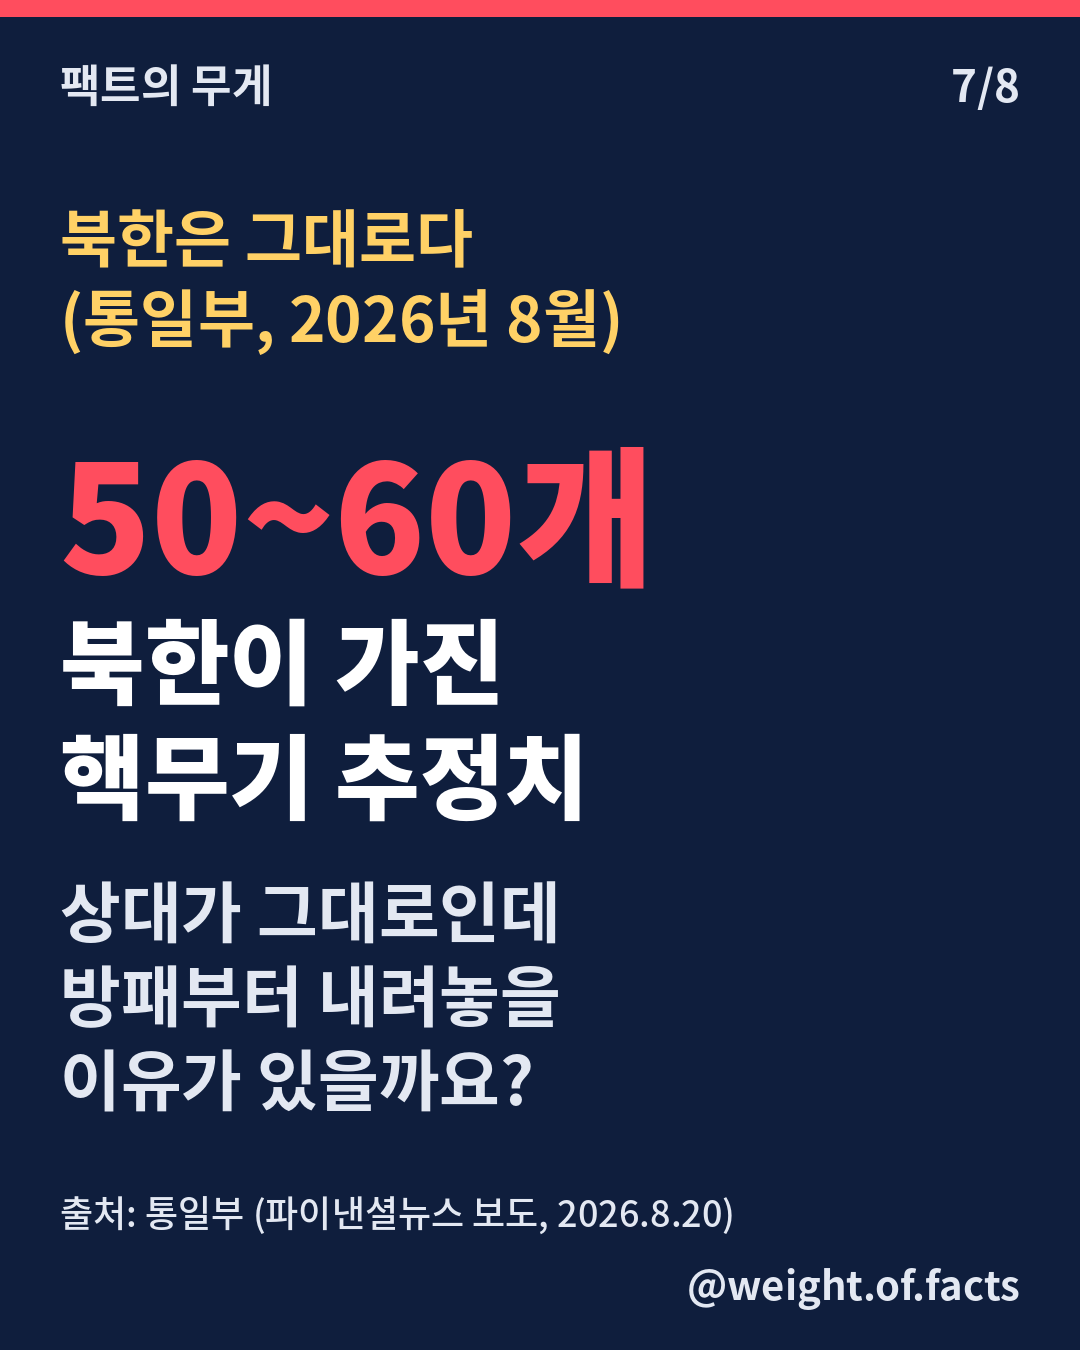 팩트의 무게
7/8
북한은 그대로다
(통일부, 2026년 8월)
50~60개
북한이 가진
핵무기 추정치
상대가 그대로인데
방패부터 내려놓을
이유가 있을까요?
출처: 통일부 (파이낸셜뉴스 보도, 2026.8.20)
@weight.of.facts